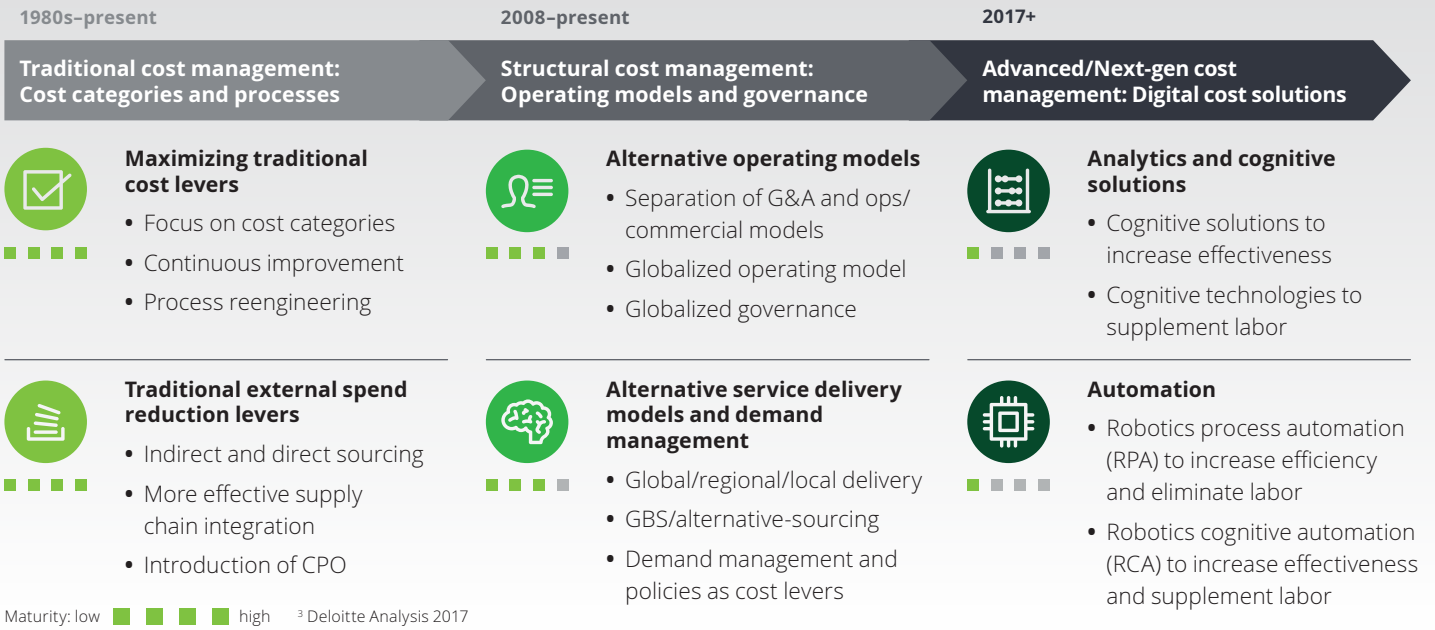 1980s–present
2008–present
2017+
Traditional cost management:
Cost categories and processes
Structural cost management:
Operating models and governance
Advanced/Next-gen cost
management: Digital cost solutions
Maximizing traditional
cost levers
• Focus on cost categories
• Continuous improvement
• Process reengineering
Alternative operating models
• Separation of G&A and ops/
commercial models
• Globalized operating model
• Globalized governance
Analytics and cognitive
solutions
• Cognitive solutions to
increase effectiveness
• Cognitive technologies to
supplement labor
Traditional external spend
reduction levers
• Indirect and direct sourcing
• More effective supply
chain integration
• Introduction of CPO
Alternative service delivery
models and demand
management
• Global/regional/local delivery
• GBS/alternative-sourcing
• Demand management and
policies as cost levers
Automation
• Robotics process automation
(RPA) to increase efficiency
and eliminate labor
• Robotics cognitive automation
(RCA) to increase effectiveness
and supplement labor
Maturity: low high ³ Deloitte Analysis 2017